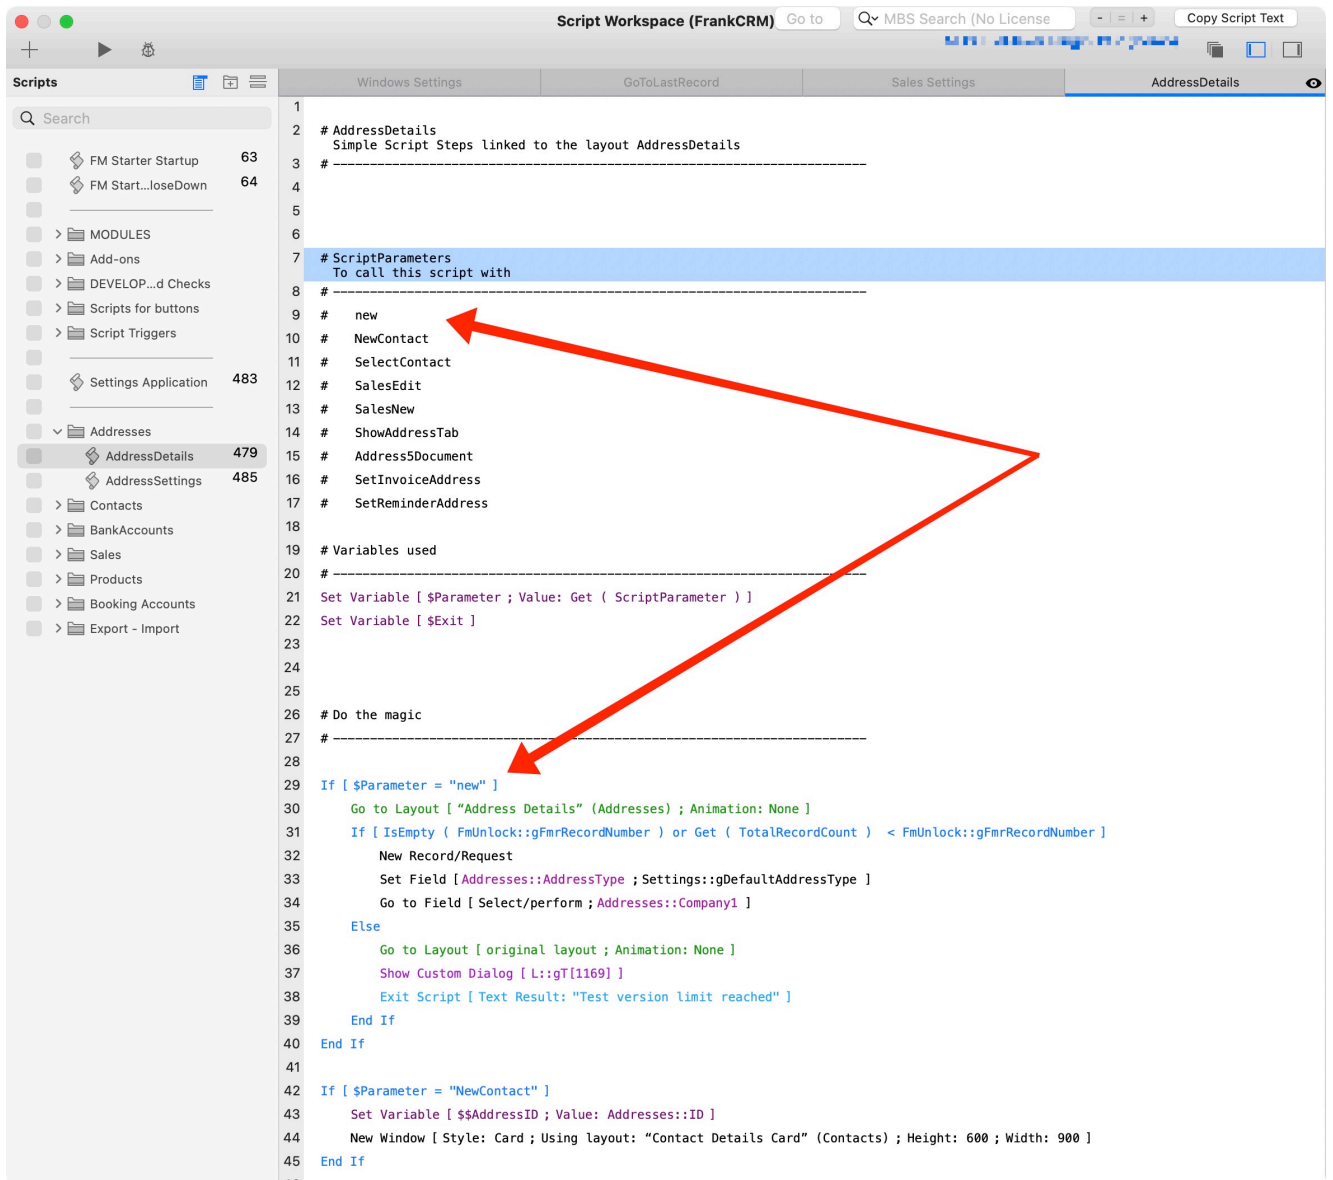 Script Workspace (FrankCRM)
Go to
MBS Search (No License
- = +
Copy Script Text
Scripts
Windows Settings
GoToLastRecord
Sales Settings
AddressDetails
Search
FM Starter Startup 63
FM Start...loseDown 64
MODULES
Add-ons
DEVELOP...d Checks
Scripts for buttons
Script Triggers
Settings Application 483
Addresses
AddressDetails 479
AddressSettings 485
Contacts
BankAccounts
Sales
Products
Booking Accounts
Export - Import
1
2 # AddressDetails
Simple Script Steps linked to the layout AddressDetails
3 # ------------------------------------------------------------------------
4
5
6
7 # ScriptParameters
To call this script with
8 # ------------------------------------------------------------------------
9 # new
10 # NewContact
11 # SelectContact
12 # SalesEdit
13 # SalesNew
14 # ShowAddressTab
15 # Address5Document
16 # SetInvoiceAddress
17 # SetReminderAddress
18
19 # Variables used
20 # ------------------------------------------------------------------------
21 Set Variable [ $Parameter ; Value: Get ( ScriptParameter ) ]
22 Set Variable [ $Exit ]
23
24
25
26 # Do the magic
27 # ------------------------------------------------------------------------
28
29 If [ $Parameter = "new" ]
30 Go to Layout [ “Address Details” (Addresses) ; Animation: None ]
31 If [ IsEmpty ( FmUnlock::gFmrRecordNumber ) or Get ( TotalRecordCount ) < FmUnlock::gFmrRecordNumber ]
32 New Record/Request
33 Set Field [ Addresses::AddressType ; Settings::gDefaultAddressType ]
34 Go to Field [ Select/perform ; Addresses::Company1 ]
35 Else
36 Go to Layout [ original layout ; Animation: None ]
37 Show Custom Dialog [ L::gT[1169] ]
38 Exit Script [ Text Result: "Test version limit reached" ]
39 End If
40 End If
41
42 If [ $Parameter = "NewContact" ]
43 Set Variable [ $$AddressID ; Value: Addresses::ID ]
44 New Window [ Style: Card ; Using layout: “Contact Details Card” (Contacts) ; Height: 600 ; Width: 900 ]
45 End If